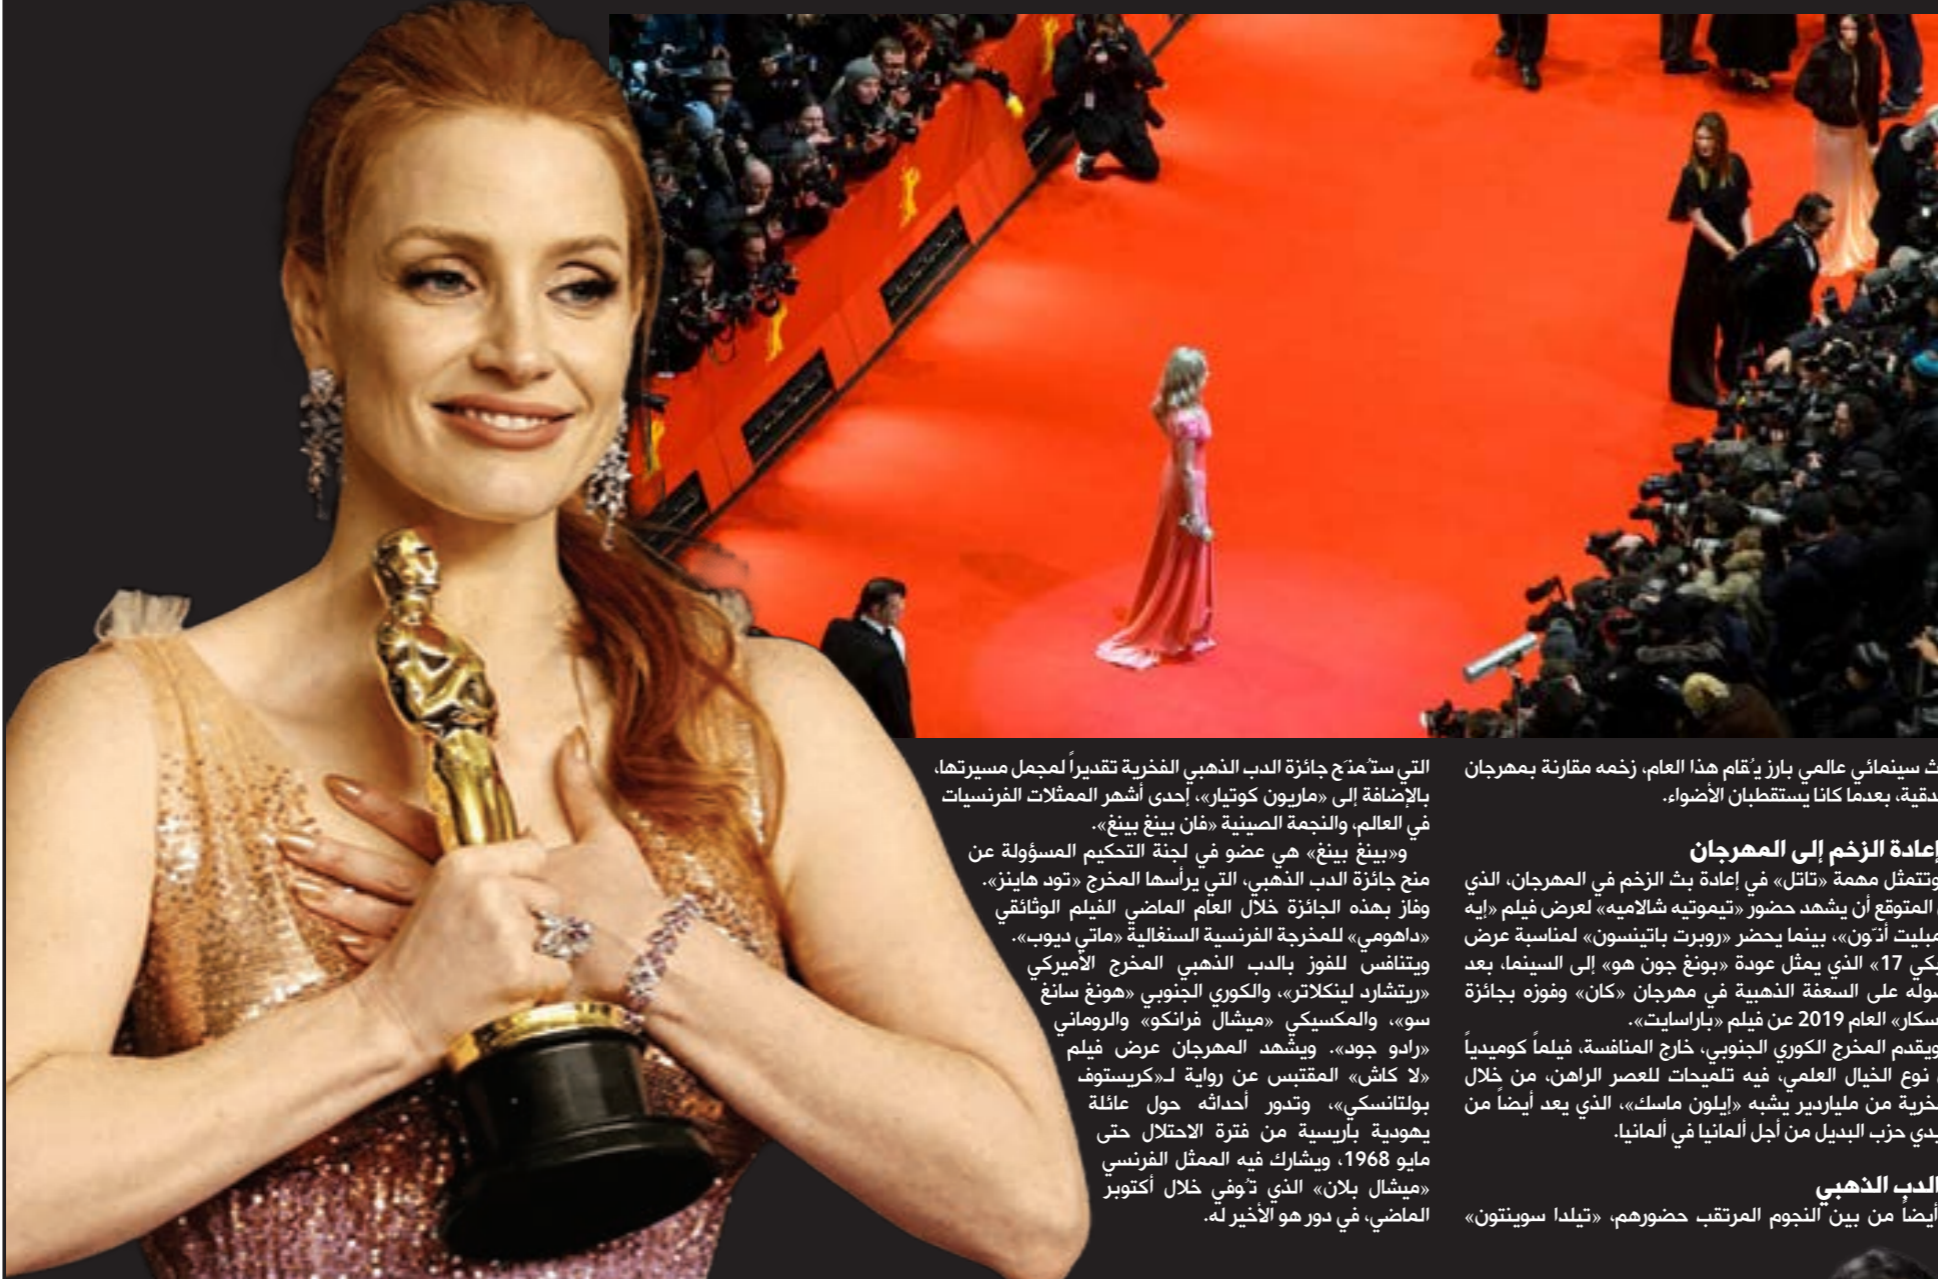 سينمائي عالمي بارز يُقام هذا العام، زخمه مقارنة بمهرجان
بعدما كانا يستقطبان الأضواء.
إعادة الزخم إلى المهرجان
وتتمثل مهمة «تاتل» في إعادة بث الزخم في المهرجان، الذي
المتوقع أن يشهد حضور «تيموتيه شالاميه» لعرض فيلم «إيه
أنّون»، بينما يحضر «روبرت باتينسون» لمناسبة عرض
17» الذي يمثل عودة «بونغ جون هو» إلى السينما، بعد
على السعفة الذهبية في مهرجان «كان» وفوزه بجائزة
العام 2019 عن فيلم «باراسايت».
ويقدم المخرج الكوري الجنوبي، خارج المنافسة، فيلماً كوميدياً
نوع الخيال العلمي، فيه تلميحات للعصر الراهن، من خلال
من ملياردير يشبه «إيلون ماسك»، الذي يعد أيضاً من
حزب البديل من أجل ألمانيا في ألمانيا.
الدب الذهبي
أيضاً من بين النجوم المرتقب حضورهم، «تيلدا سوينتون»
التي ستُمنَح جائزة الدب الذهبي الفخرية تقديراً لمجمل مسيرتها،
بالإضافة إلى «ماريون كوتيار»، إحدى أشهر الممثلات الفرنسيات
في العالم، والنجمة الصينية «فان بينغ بينغ».
و«بينغ بينغ» هي عضو في لجنة التحكيم المسؤولة عن
منح جائزة الدب الذهبي، التي يرأسها المخرج «تود هاينز».
وفاز بهذه الجائزة خلال العام الماضي الفيلم الوثائقي
«داهومي» للمخرجة الفرنسية السنغالية «ماتي ديوب».
ويتنافس للفوز بالدب الذهبي المخرج الأميركي
«ريتشارد لينكلاتر»، والكوري الجنوبي «هونغ سانغ
سو»، والمكسيكي «ميشال فرانكو» والروماني
«رادو جود». ويشهد المهرجان عرض فيلم
«لا كاش» المقتبس عن رواية لـ«كريستوف
بولتانسكي»، وتدور أحداثه حول عائلة
يهودية باريسية من فترة الاحتلال حتى
مايو 1968، ويشارك فيه الممثل الفرنسي
«ميشال بلان» الذي تُوفي خلال أكتوبر
الماضي، في دور هو الأخير له.